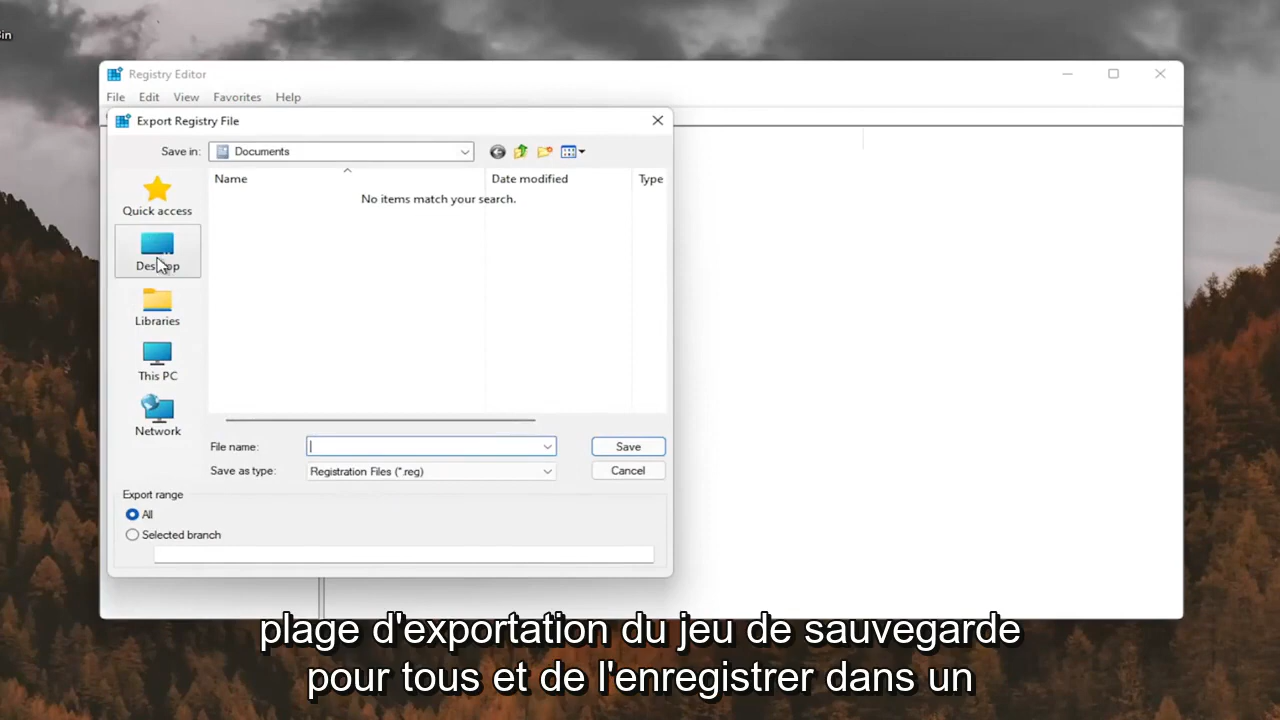 in
Registry Editor
File Edit View Favorites Help
Export Registry File
Save in: Documents
Name Date modified Type
No items match your search.
Quick access
Desktop
Libraries
This PC
Network
File name: Save
Save as type: Registration Files (*.reg) Cancel
Export range
All
Selected branch
plage d'exportation du jeu de sauvegarde
pour tous et de l'enregistrer dans un